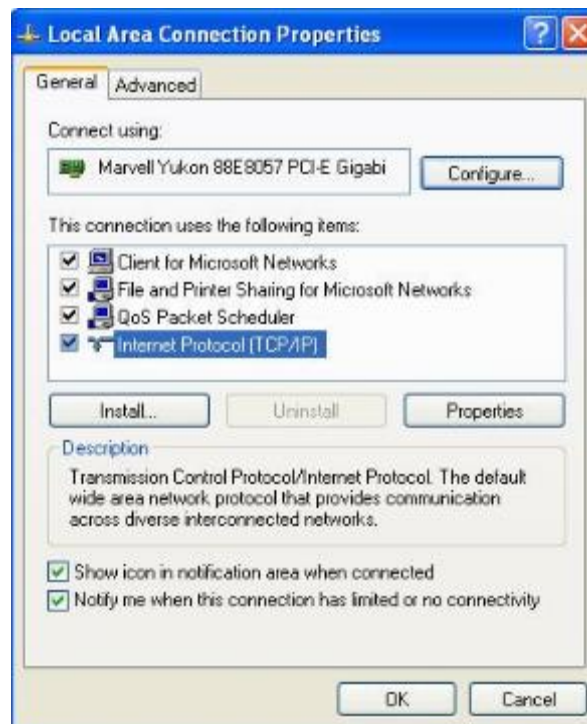 Local Area Connection Properties
General Advanced
Connect using:
Marvell Yukon 88E8057 PCI-E Gigabi
Configure...
This connection uses the following items:
Client for Microsoft Networks
File and Printer Sharing for Microsoft Networks
QoS Packet Scheduler
Internet Protocol (TCP/IP)
Install... Uninstall Properties
Description
Transmission Control Protocol/Internet Protocol. The default
wide area network protocol that provides communication
across diverse interconnected networks.
Show icon in notification area when connected
Notify me when this connection has limited or no connectivity
OK Cancel